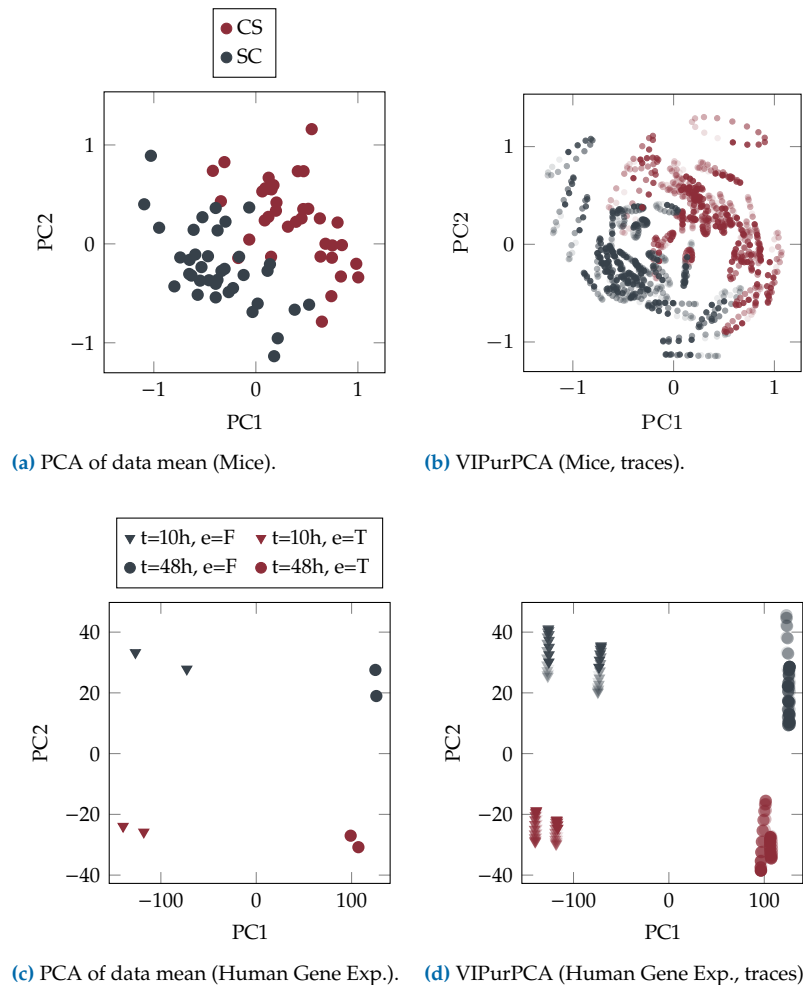 CS
SC
1
0
−1
PC2
−1
0
1
PC1
(a) PCA of data mean (Mice).
1
0
−1
PC2
−1
0
1
PC1
(b) VIPurPCA (Mice, traces).
t=10h, e=F
t=10h, e=T
t=48h, e=F
t=48h, e=T
40
20
0
−20
−40
PC2
−100
0
100
PC1
(c) PCA of data mean (Human Gene Exp.).
40
20
0
−20
−40
PC2
−100
0
100
PC1
(d) VIPurPCA (Human Gene Exp., traces)